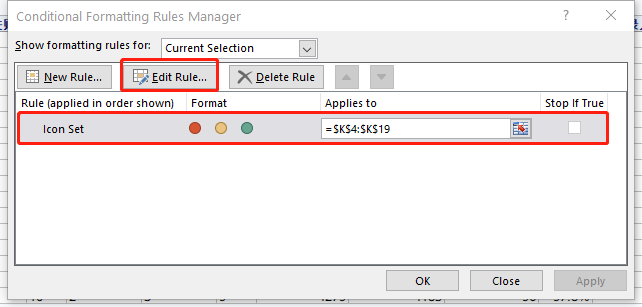 Conditional Formatting Rules Manager ? ×
Show formatting rules for: Current Selection
New Rule... Edit Rule... Delete Rule
Rule (applied in order shown) Format Applies to Stop If True
Icon Set =$K$4:$K$19
OK Close Apply